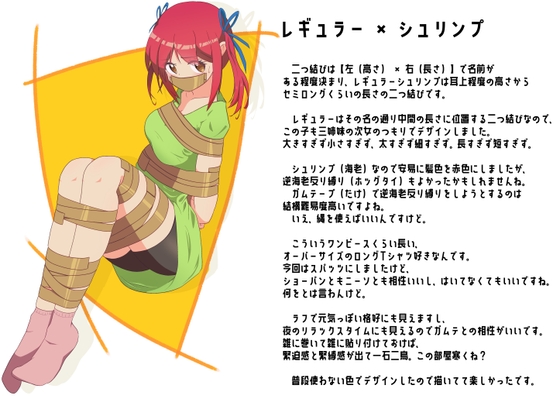 レギュラー × シュリンプ
二つ結びは【左（高さ） × 右（長さ）】で名前が
ある程度決まり、レギュラーシュリンプは耳上程度の高さから
セミロングくらいの長さの二つ結びです。
レギュラーはその名の通り中間の長さに位置する二つ結びなので、
この子も三姉妹の次女のつもりでデザインしました。
大きすぎず小さすぎず、太すぎず細すぎず。長すぎず短すぎず。
シュリンプ（海老）なので安易に髪色を赤色にしましたが、
逆海老反り縛り（ホッグタイ）もよかったかもしれませんね。
ガムテープ（だけ）で逆海老反り縛りをしようとするのは
結構難易度高いですよね。
いえ、縄を使えばいいんですけど。
こういうワンピースくらい長い、
オーバーサイズのロングTシャツ好きなんです。
今回はスパッツにしましたけど、
ショーパンともニーソとも相性いいし、はいてなくてもいいですね。
何をとは言わんけど。
ラフで元気っぽい格好にも見えますし、
夜のリラックスタイムにも見えるのでガムテとの相性がいいです。
雑に巻いて雑に貼り付けておけば、
緊迫感と緊縛感が出て一石二鳥。この部屋寒くね？
普段使わない色でデザインしたので描いてて楽しかったです。